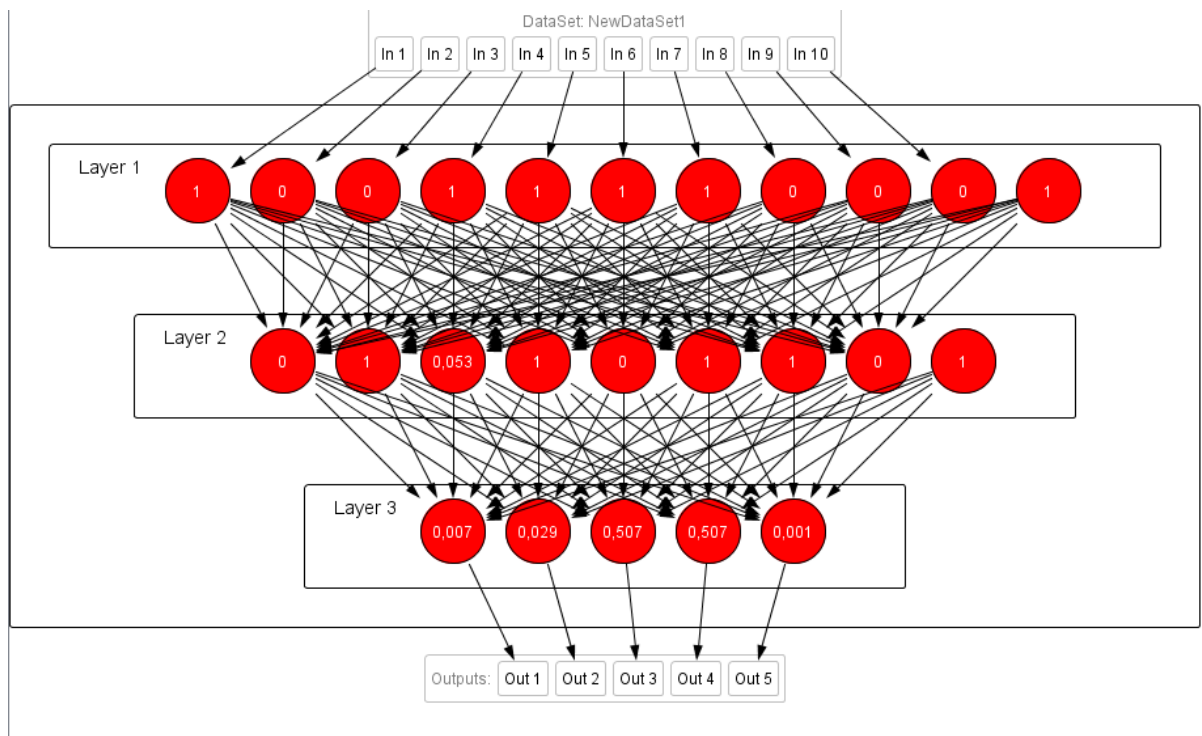 DataSet: NewDataSet1
In 1 In 2 In 3 In 4 In 5 In 6 In 7 In 8 In 9 In 10
Layer 1
1 0 0 1 1 1 1 0 0 0 1
Layer 2
0 1 0,053 1 0 1 1 0 1
Layer 3
0,007 0,029 0,507 0,507 0,001
Outputs: Out 1 Out 2 Out 3 Out 4 Out 5